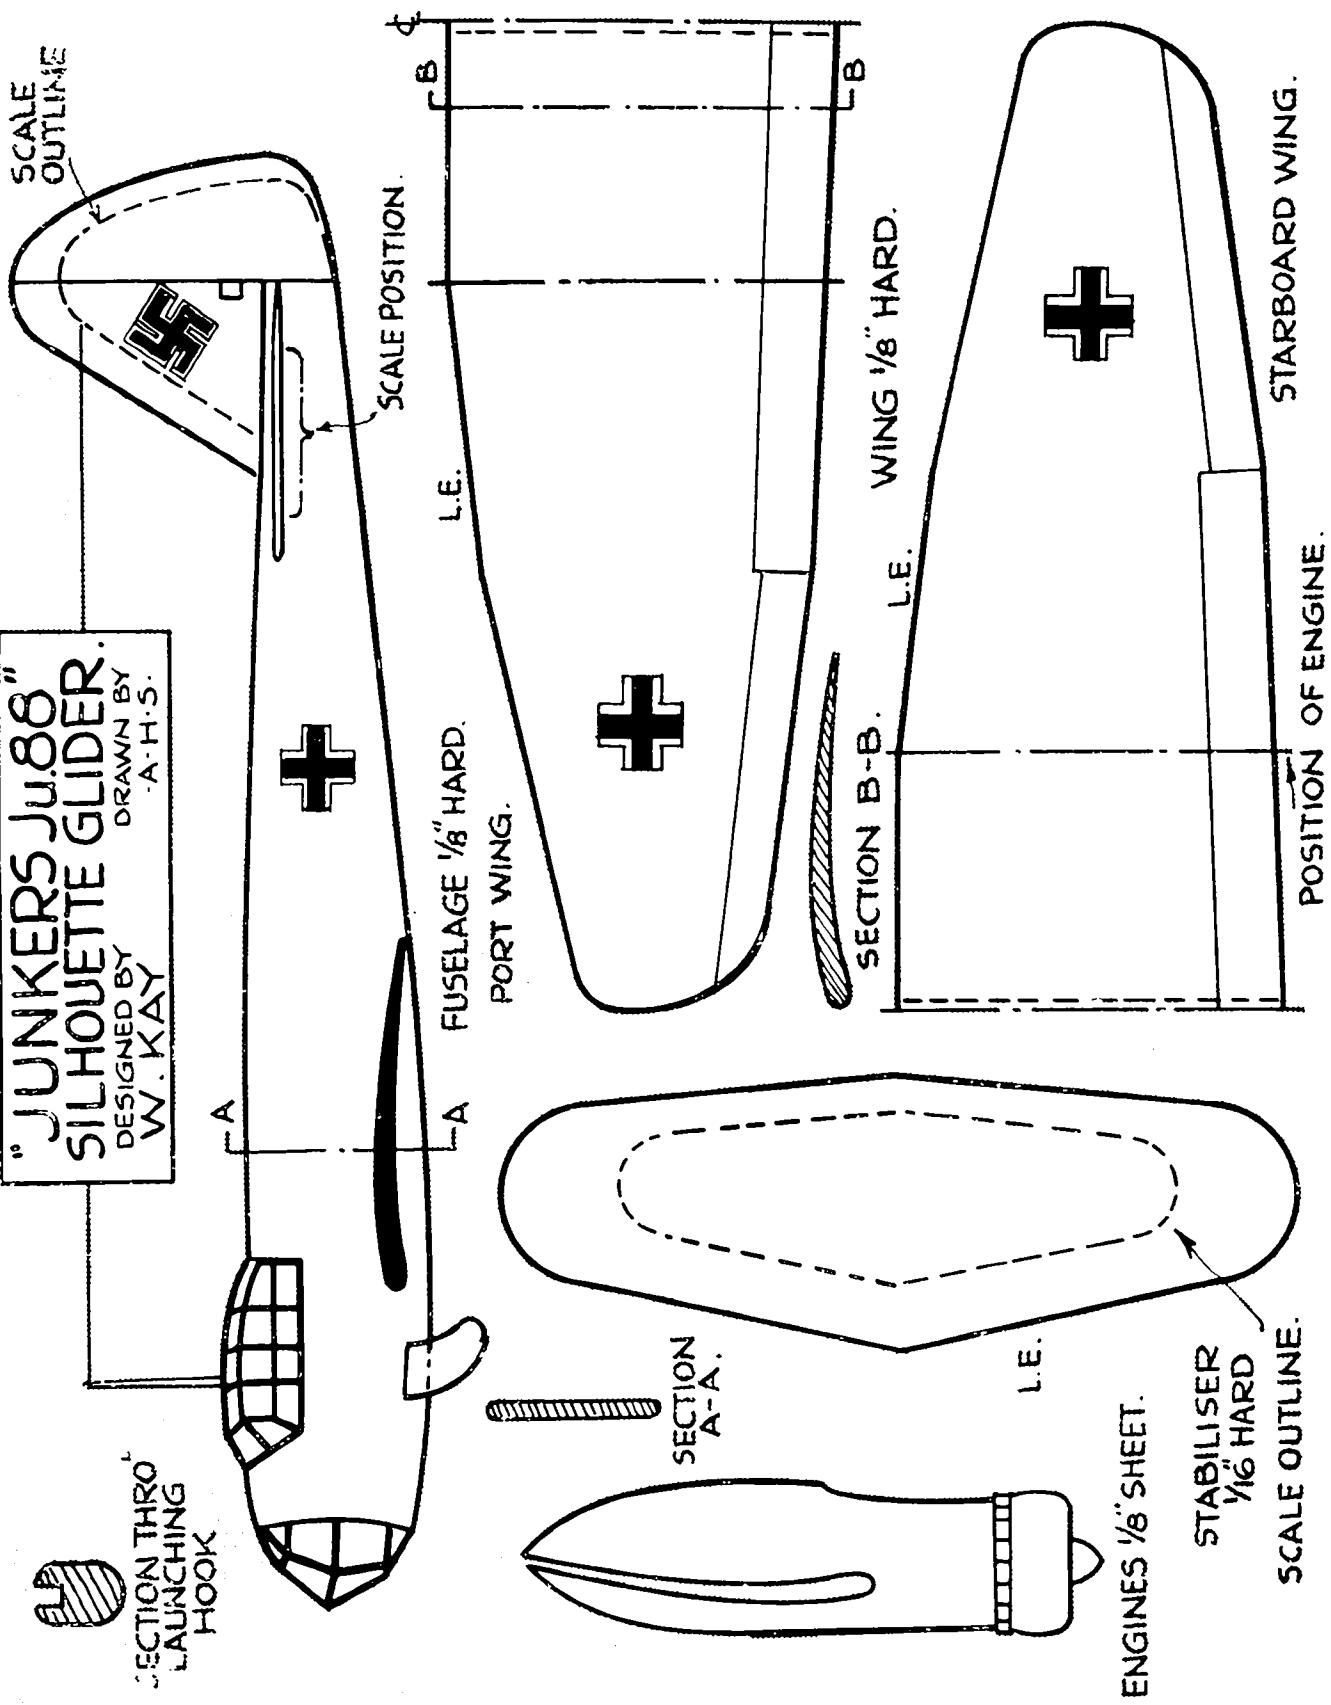 "JUNKERS Ju.88"
SILHOUETTE GLIDER.
DESIGNED BY
W. KAY
DRAWN BY
·A·H·S·
SCALE
OUTLINE
SCALE POSITION.
A
A
FUSELAGE 1/8" HARD.
PORT WING.
L.E.
B
B
WING 1/8" HARD.
SECTION B-B.
L.E.
STARBOARD WING.
POSITION OF ENGINE.
SECTION THRO'
LAUNCHING
HOOK
SECTION
A-A.
ENGINES 1/8" SHEET.
L.E.
STABILISER
1/16" HARD
SCALE OUTLINE.